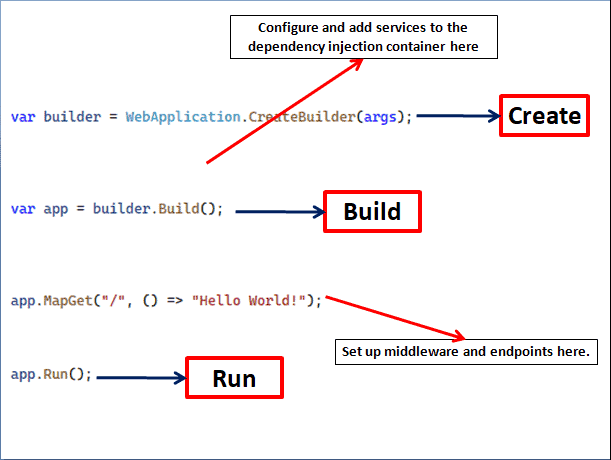 Configure and add services to the
dependency injection container here
var builder = WebApplication.CreateBuilder(args);
Create
var app = builder.Build();
Build
app.MapGet("/", () => "Hello World!");
Set up middleware and endpoints here.
app.Run();
Run